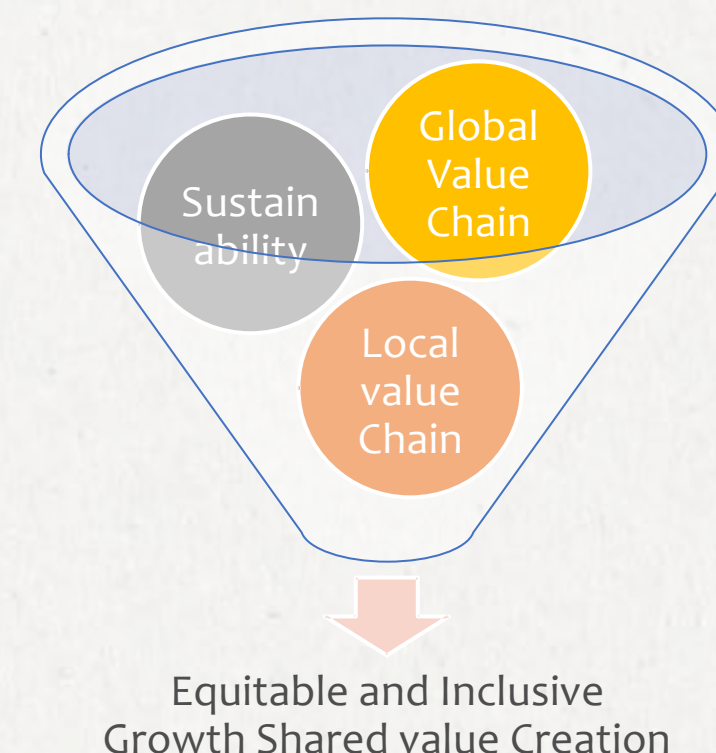 Global
Value
Chain
Sustain
ability
Local
value
Chain
Equitable and Inclusive
Growth Shared value Creation